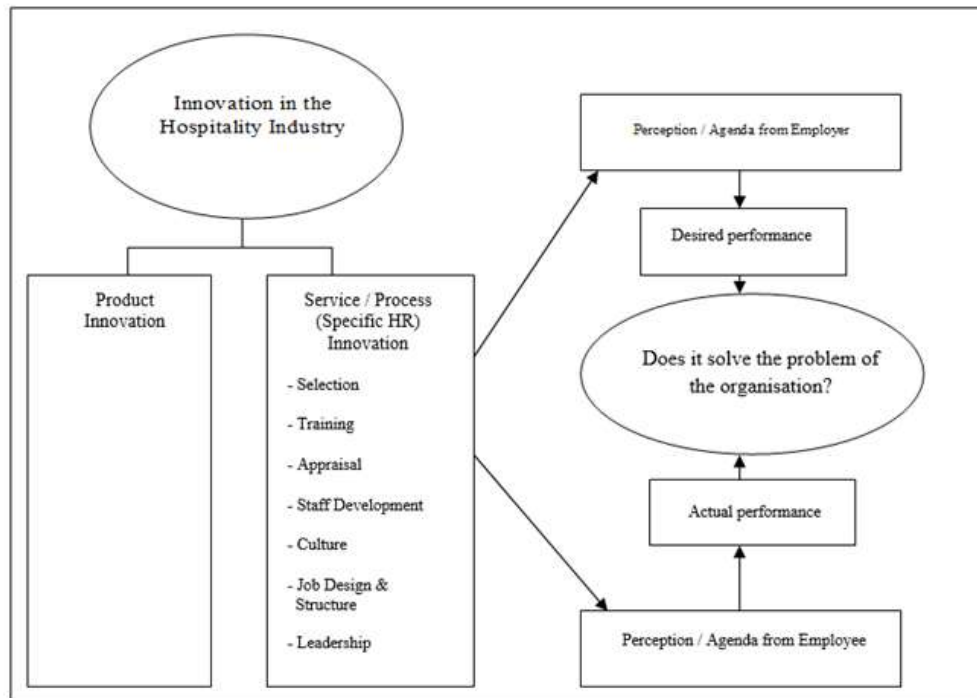 Innovation in the
Hospitality Industry
Product
Innovation
Service / Process
(Specific HR)
Innovation
- Selection
- Training
- Appraisal
- Staff Development
- Culture
- Job Design &
Structure
- Leadership
Perception / Agenda from Employer
Desired performance
Does it solve the problem of
the organisation?
Actual performance
Perception / Agenda from Employee